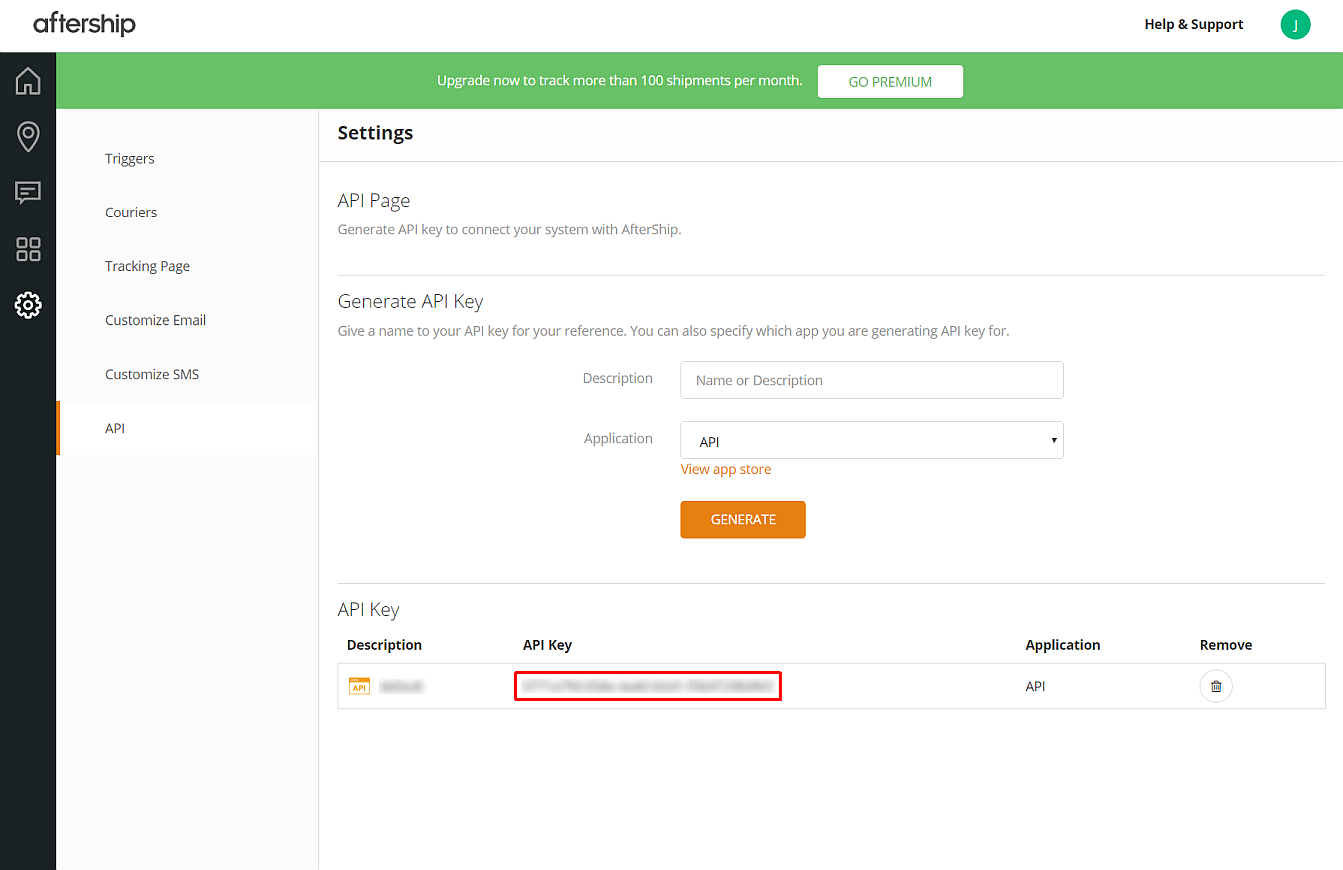 aftership
Help & Support
J
Upgrade now to track more than 100 shipments per month.
GO PREMIUM
Settings
Triggers
Couriers
Tracking Page
Customize Email
Customize SMS
API
API Page
Generate API key to connect your system with AfterShip.
Generate API Key
Give a name to your API key for your reference. You can also specify which app you are generating API key for.
Description
Name or Description
Application
API
View app store
GENERATE
API Key
Description API Key Application Remove
API API